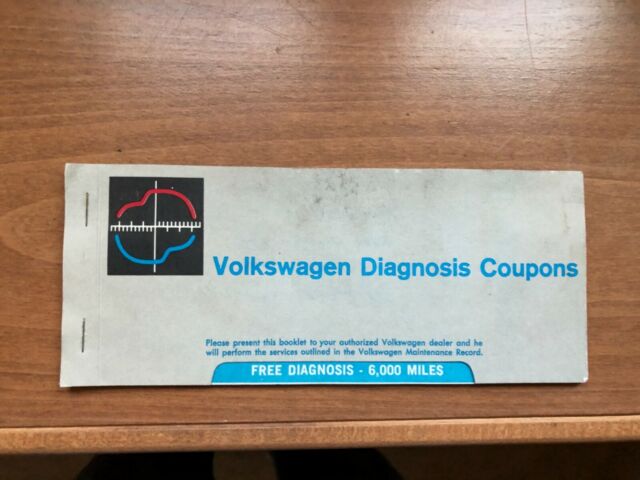 Volkswagen Diagnosis Coupons
Please present this booklet to your authorized Volkswagen dealer and he
will perform the services outlined in the Volkswagen Maintenance Record.
FREE DIAGNOSIS - 6,000 MILES